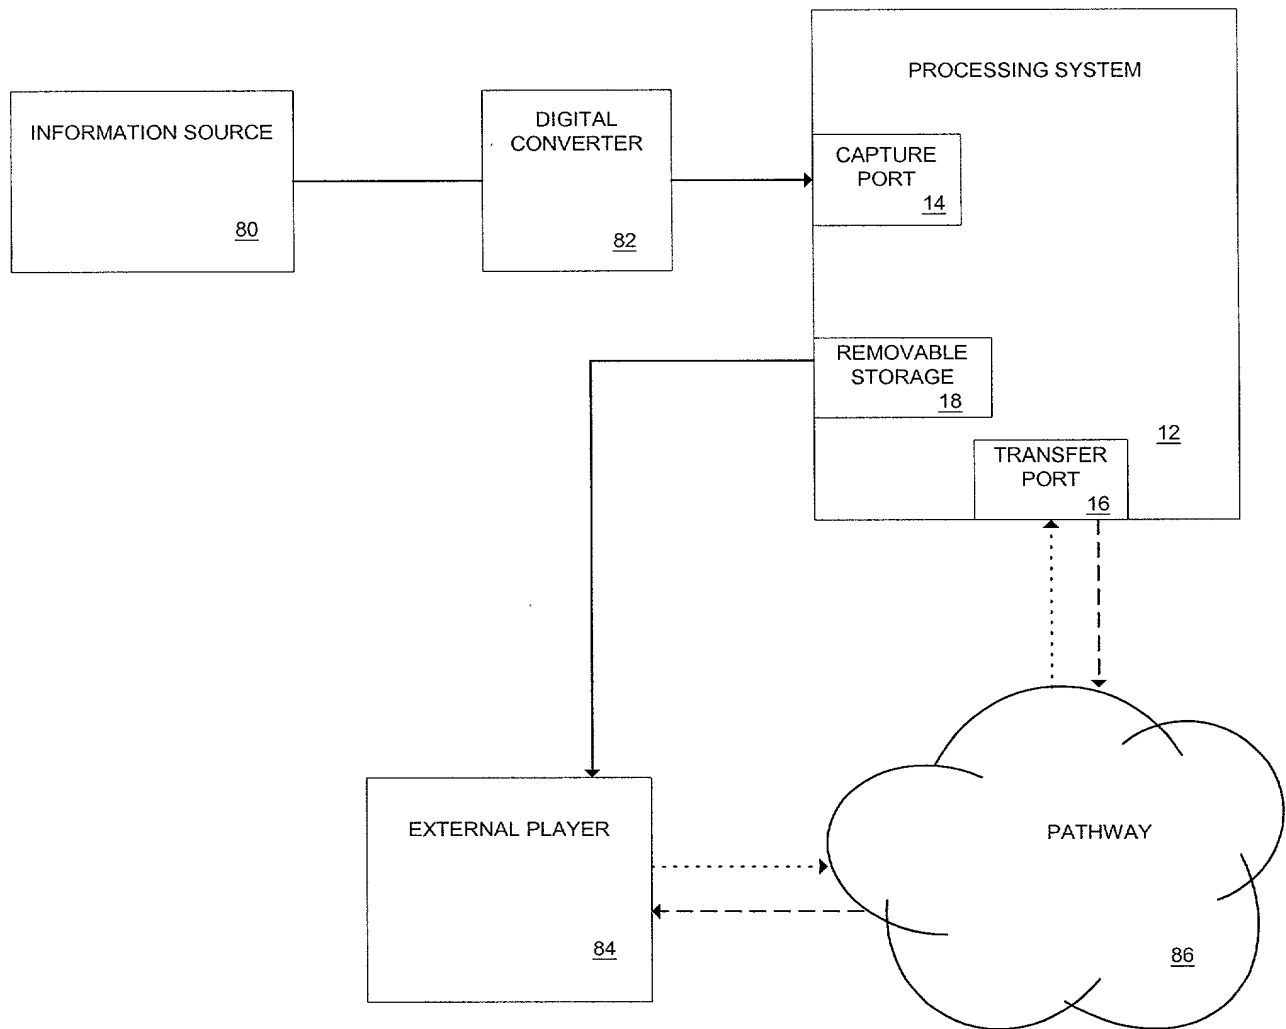 INFORMATION SOURCE
80
DIGITAL
CONVERTER
82
PROCESSING SYSTEM
CAPTURE
PORT
14
REMOVABLE
STORAGE
18
12
TRANSFER
PORT
16
EXTERNAL PLAYER
84
PATHWAY
86